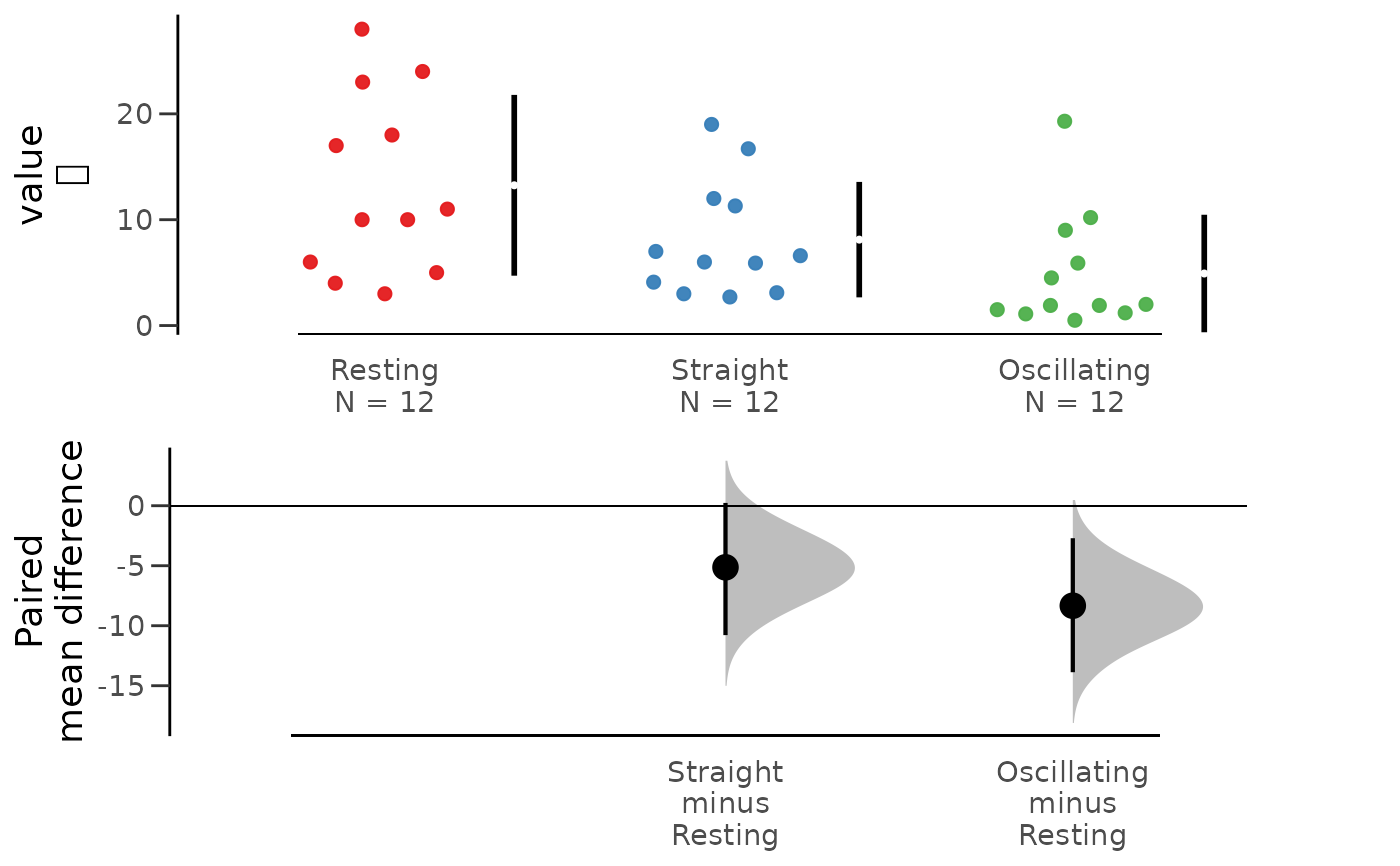 value
20
10
0
Resting
N = 12
Straight
N = 12
Oscillating
N = 12
Paired
mean difference
0
-5
-10
-15
Straight
minus
Resting
Oscillating
minus
Resting